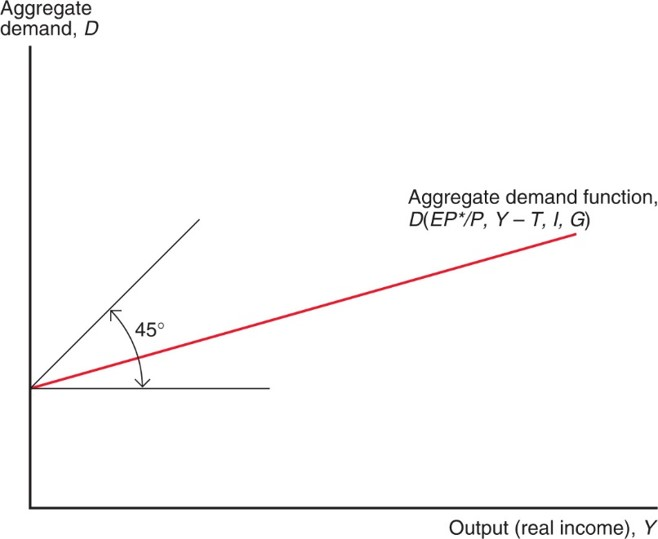 Aggregate
demand, D
Aggregate demand function,
D(EP*/P, Y – T, I, G)
45°
Output (real income), Y